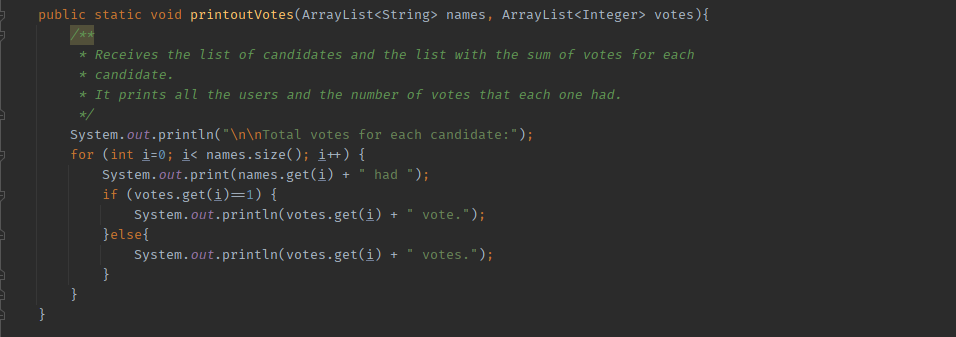 public static void printoutVotes(ArrayList<String> names, ArrayList<Integer> votes){
    /**
     * Receives the list of candidates and the list with the sum of votes for each
     * candidate.
     * It prints all the users and the number of votes that each one had.
     */
    System.out.println("\n\nTotal votes for each candidate:");
    for (int i=0; i< names.size(); i++) {
        System.out.print(names.get(i) + " had ");
        if (votes.get(i)==1) {
            System.out.println(votes.get(i) + " vote.");
        }else{
            System.out.println(votes.get(i) + " votes.");
        }
    }
}